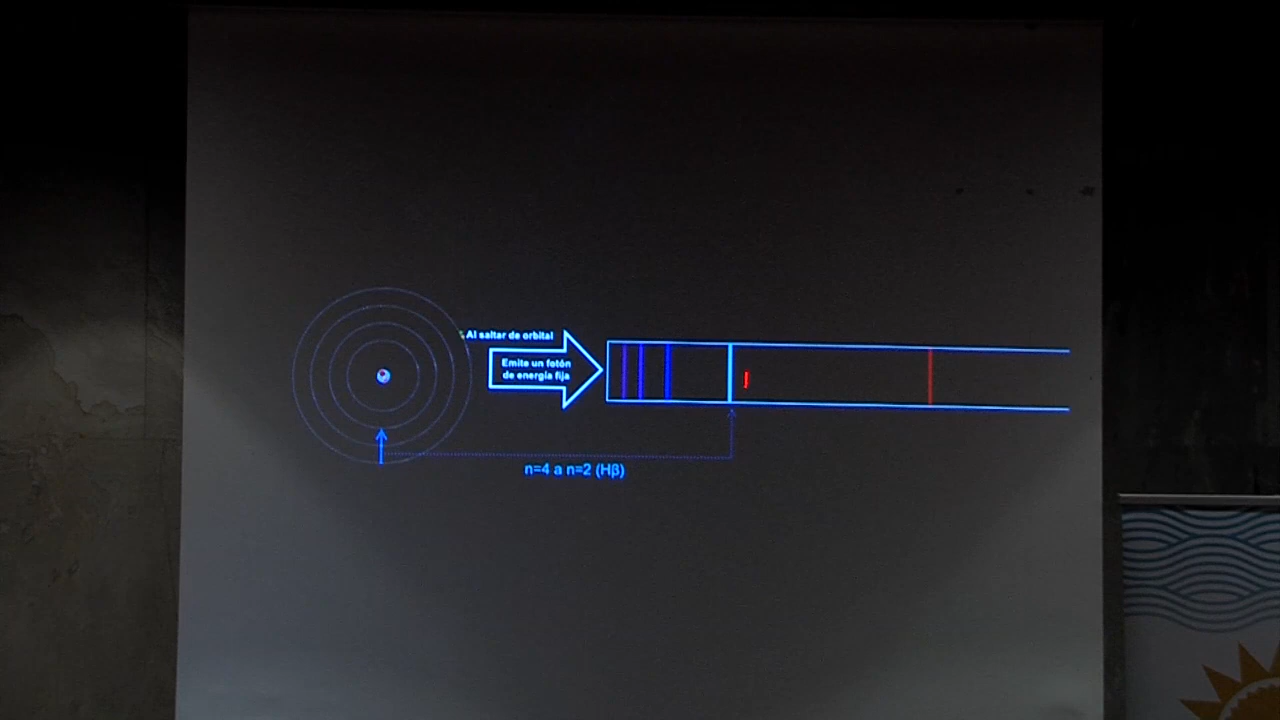 Al saltar de orbital
Emite un fotón
de energía fija
n=4 a n=2 (Hβ)